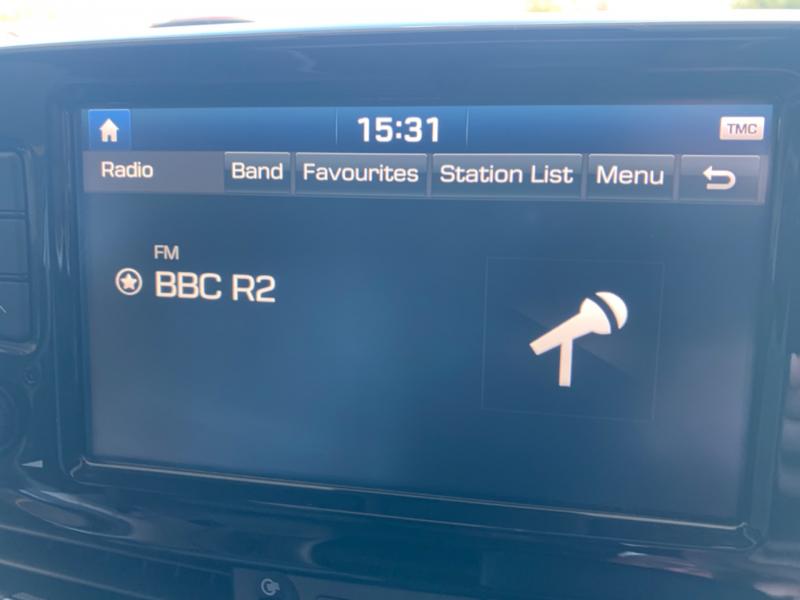 15:31
TMC
Radio Band Favourites Station List Menu
FM
BBC R2